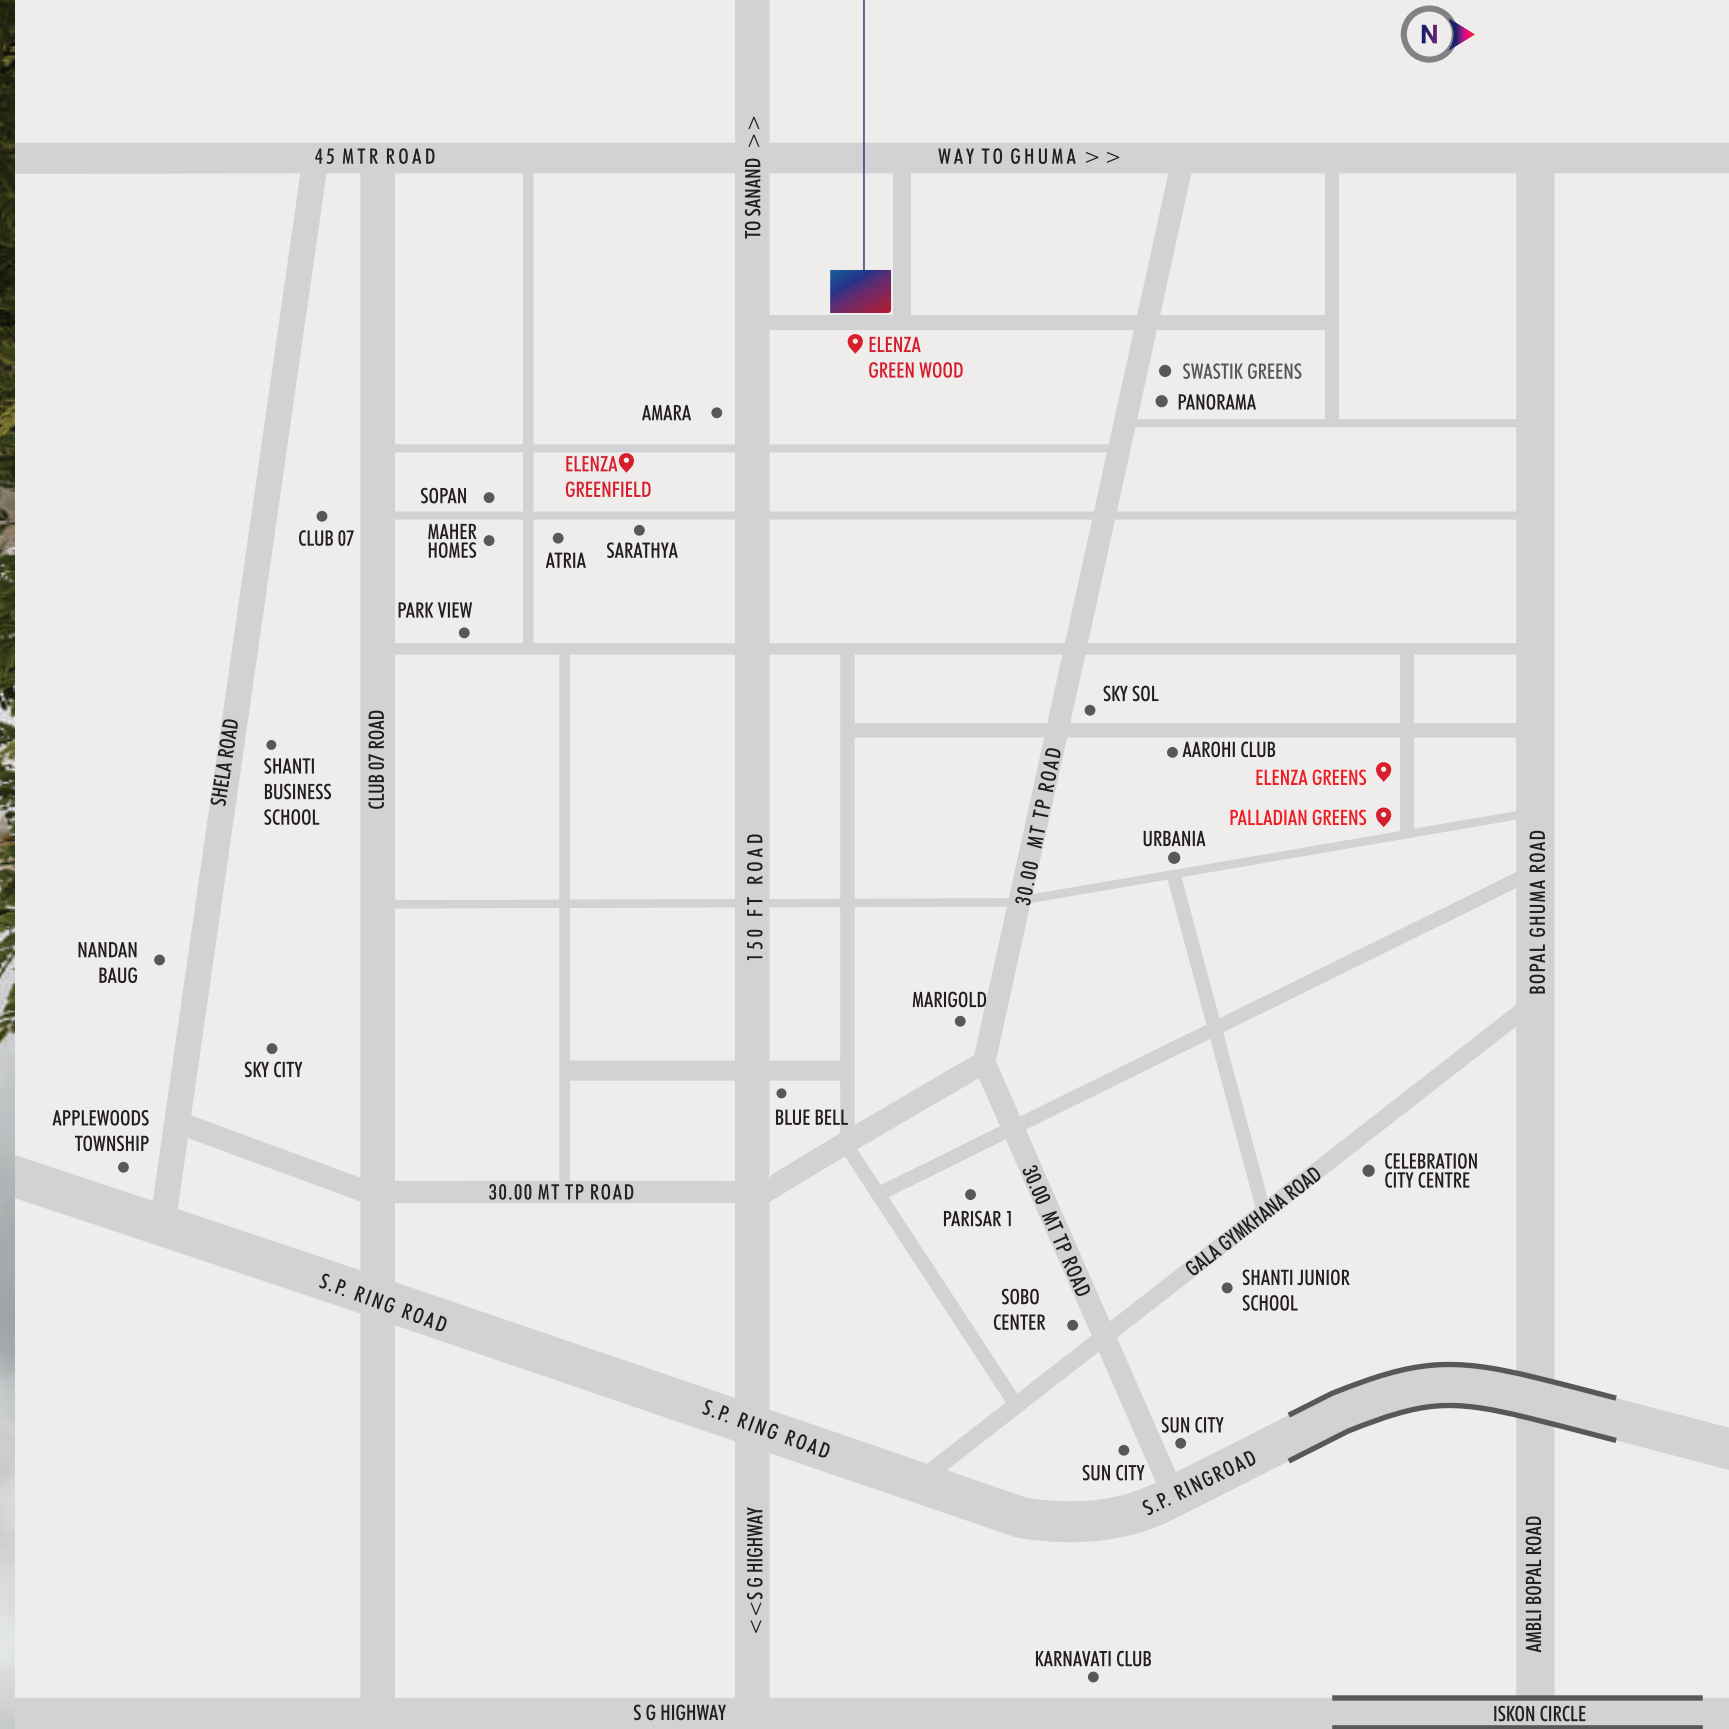 N
45 MTR ROAD
WAY TO GHUMA > >
TO SANAND >>
ELENZA
GREEN WOOD
SWASTIK GREENS
PANORAMA
AMARA
ELENZA
GREENFIELD
SOPAN
CLUB 07
MAHER
HOMES
ATRIA
SARATHYA
PARK VIEW
SKY SOL
SHELA ROAD
CLUB 07 ROAD
SHANTI
BUSINESS
SCHOOL
30.00 MT TP ROAD
AAROHI CLUB
ELENZA GREENS
PALLADIAN GREENS
URBANIA
150 FT ROAD
BOPAL GHUMA ROAD
NANDAN
BAUG
MARIGOLD
SKY CITY
APPLEWOODS
TOWNSHIP
BLUE BELL
30.00 MT TP ROAD
PARISAR 1
30.00 MT TP ROAD
CELEBRATION
CITY CENTRE
GALA GYMKHANA ROAD
SHANTI JUNIOR
SCHOOL
SOBO
CENTER
S.P. RING ROAD
S.P. RING ROAD
SUN CITY
SUN CITY
S.P. RINGROAD
<<S G HIGHWAY
AMBLI BOPAL ROAD
KARNAVATI CLUB
S G HIGHWAY
ISKON CIRCLE